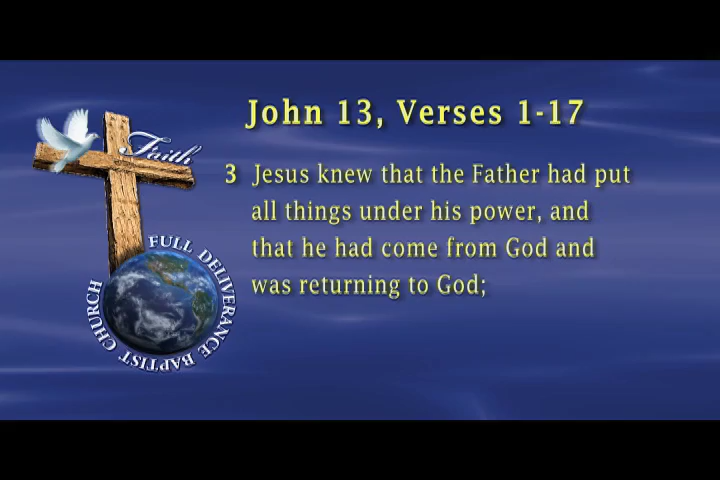 John 13, Verses 1-17
Faith
3 Jesus knew that the Father had put
all things under his power, and
that he had come from God and
was returning to God;
FULL DELIVERANCE BAPTIST CHURCH